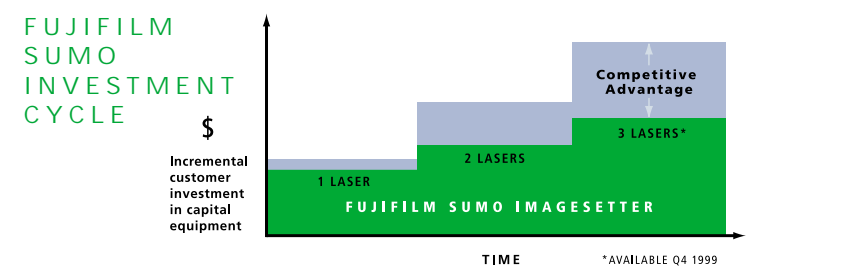 FUJIFILM
SUMO
INVESTMENT
CYCLE
$
Incremental
customer
investment
in capital
equipment
Competitive
Advantage
3 LASERS*
2 LASERS
1 LASER
FUJIFILM SUMO IMAGESETTER
TIME
*AVAILABLE Q4 1999